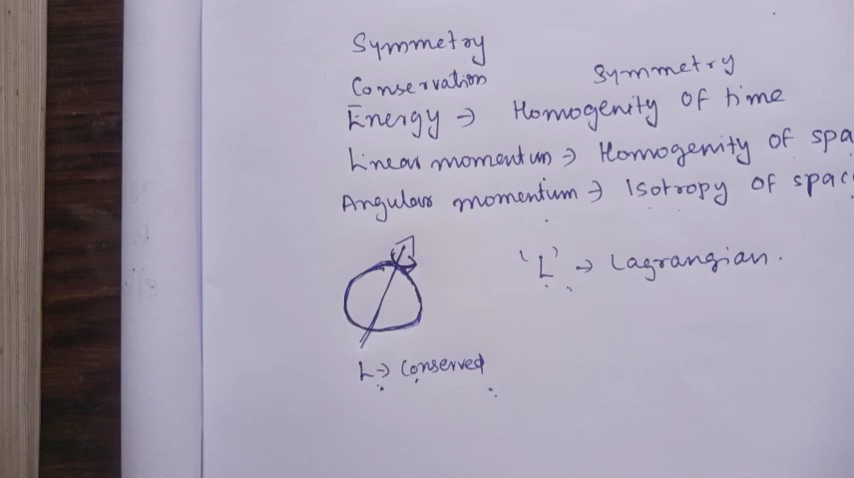 Symmetry
Conservation Symmetry
Energy → Homogenity of time
Linear momentum → Homogenity of spa
Angular momentum → Isotropy of spac
'L' → Lagrangian.
L → Conserved